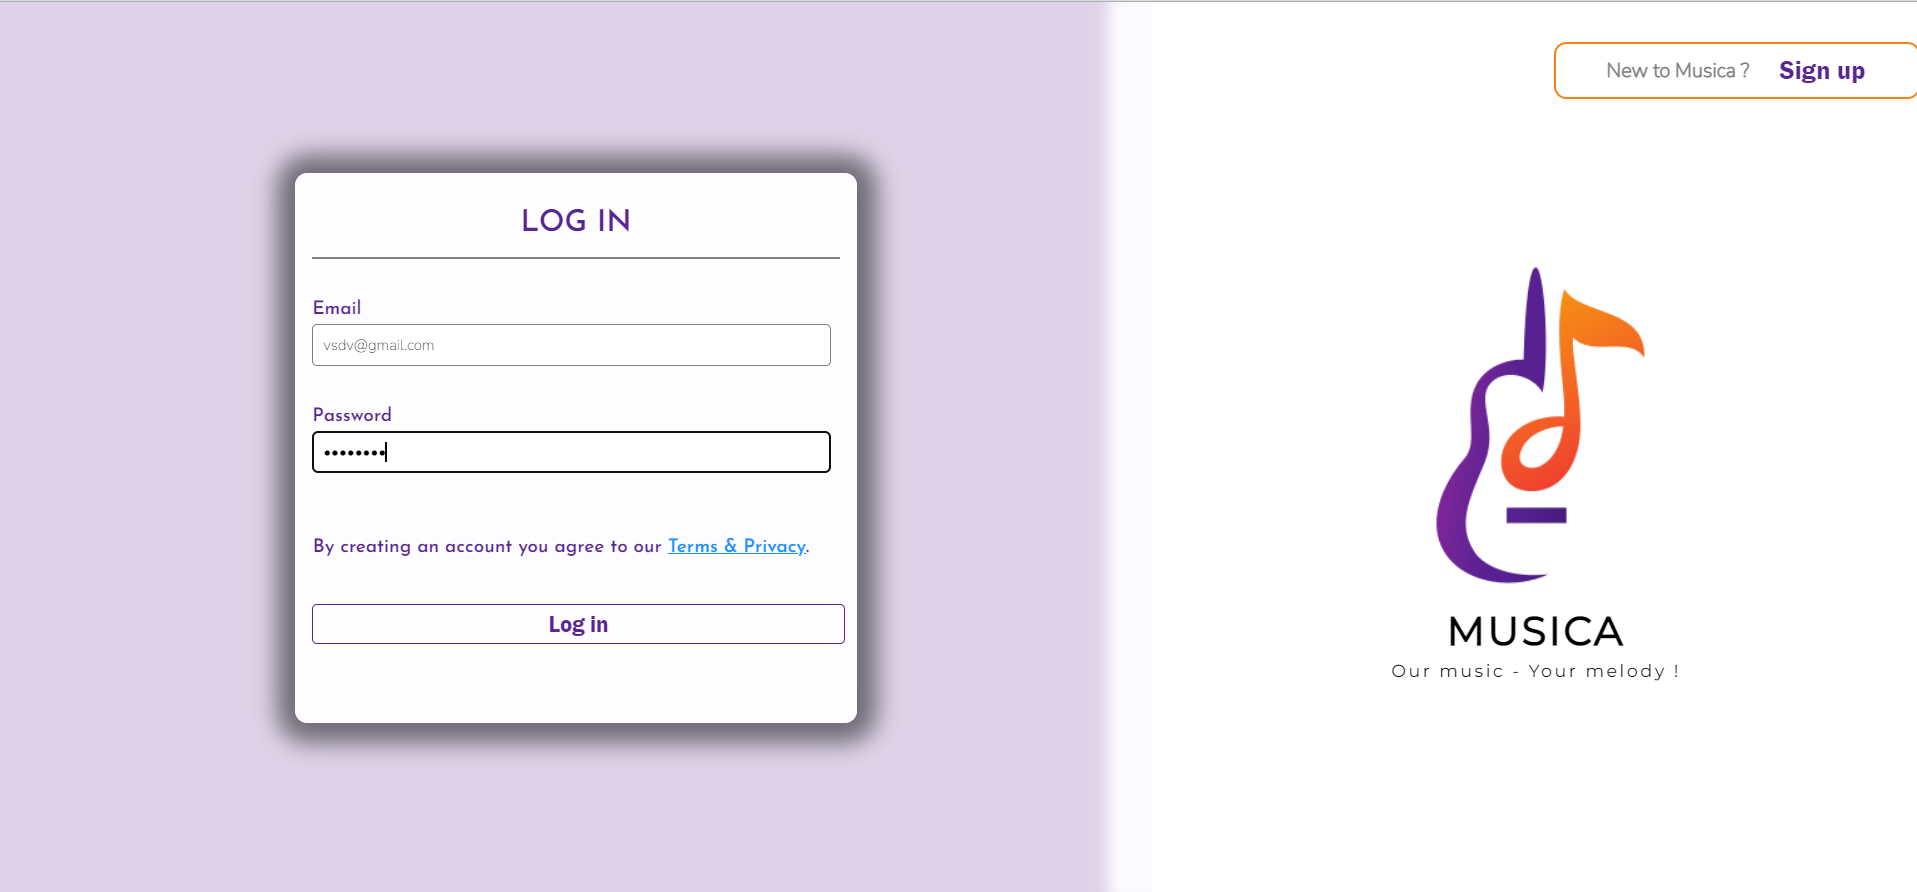 New to Musica ? Sign up
LOG IN
Email
vsdv@gmail.com
Password
••••••••
By creating an account you agree to our Terms & Privacy.
Log in
MUSICA
Our music - Your melody !